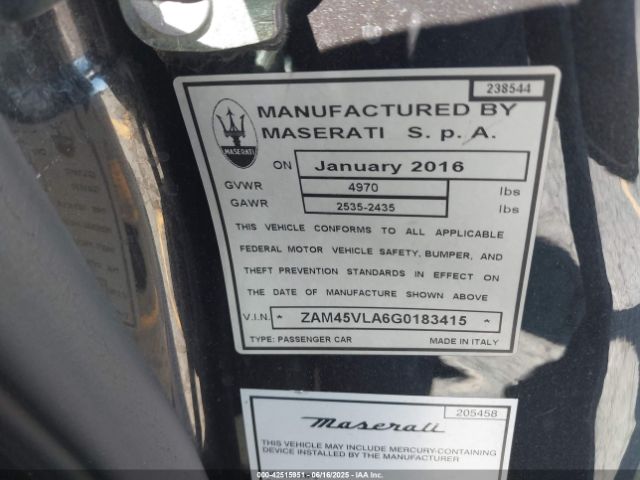 238544
MANUFACTURED BY
MASERATI S. p. A.
MASERATI
ON January 2016
GVWR 4970 lbs
GAWR 2535-2435 lbs
THIS VEHICLE CONFORMS TO ALL APPLICABLE
FEDERAL MOTOR VEHICLE SAFETY, BUMPER, AND
THEFT PREVENTION STANDARDS IN EFFECT ON
THE DATE OF MANUFACTURE SHOWN ABOVE
V.I.N. * ZAM45VLA6G0183415 *
TYPE: PASSENGER CAR MADE IN ITALY
205458
Maserati
THIS VEHICLE MAY INCLUDE MERCURY-CONTAINING
DEVICE INSTALLED BY THE MANUFACTURER
000-42515951 - 06/16/2025 - IAA Inc.